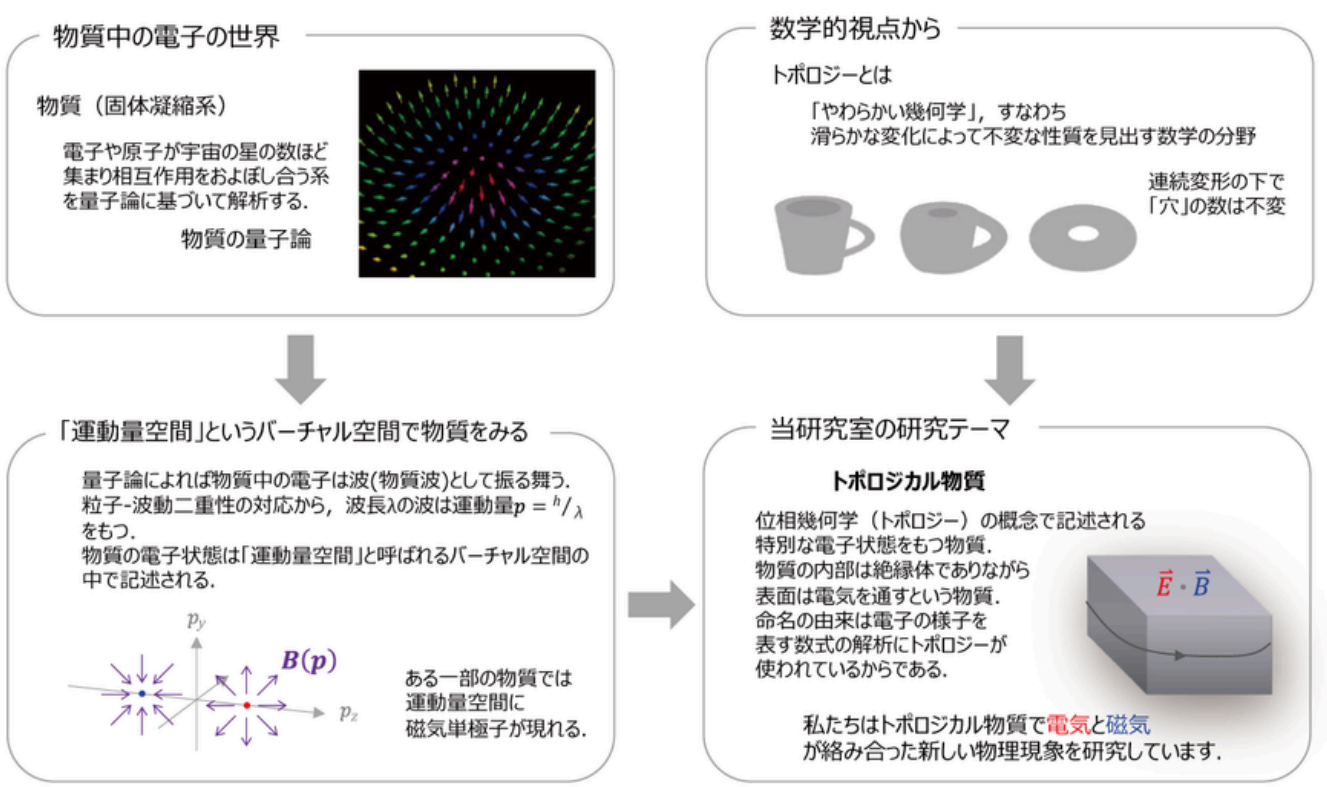 物質中の電子の世界
物質（固体凝縮系）
電子や原子が宇宙の星の数ほど
集まり相互作用をおよぼし合う系
を量子論に基づいて解析する．
物質の量子論
数学的視点から
トポロジーとは
「やわらかい幾何学」，すなわち
滑らかな変化によって不変な性質を見出す数学の分野
連続変形の下で
「穴」の数は不変
「運動量空間」というバーチャル空間で物質をみる
量子論によれば物質中の電子は波(物質波)として振る舞う．
粒子-波動二重性の対応から，波長λの波は運動量p = h/λ
をもつ．
物質の電子状態は「運動量空間」と呼ばれるバーチャル空間の
中で記述される．
p_y
B(p)
p_z
ある一部の物質では
運動量空間に
磁気単極子が現れる．
当研究室の研究テーマ
トポロジカル物質
位相幾何学（トポロジー）の概念で記述される
特別な電子状態をもつ物質．
物質の内部は絶縁体でありながら
表面は電気を通すという物質．
命名の由来は電子の様子を
表す数式の解析にトポロジーが
使われているからである．
E⃗ · B⃗
私たちはトポロジカル物質で電気と磁気
が絡み合った新しい物理現象を研究しています．